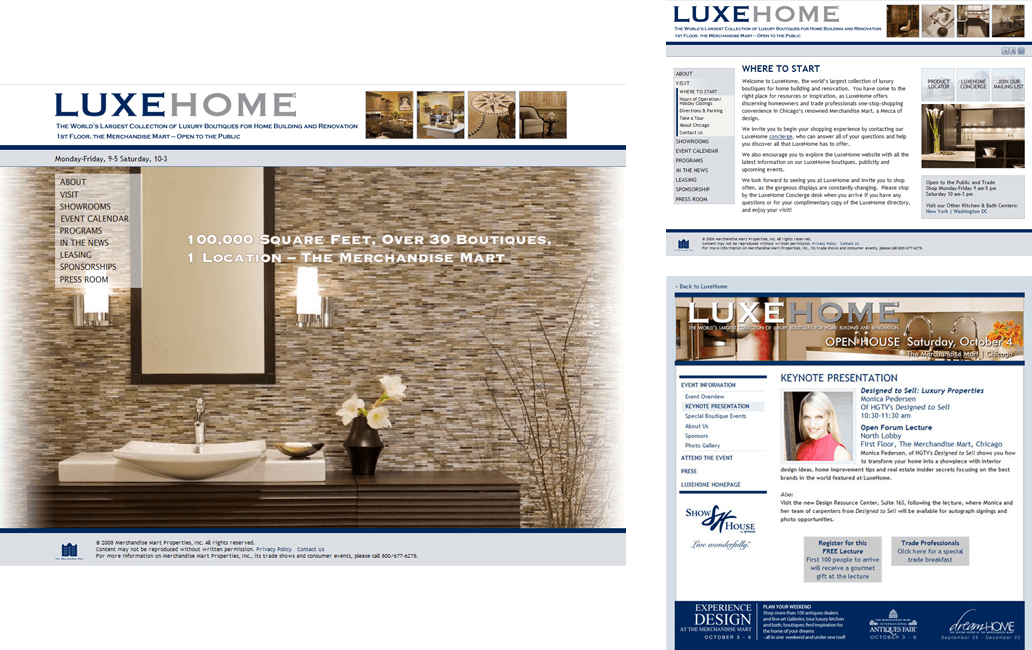 LUXEHOME
The World's Largest Collection of Luxury Boutiques for Home Building and Renovation
1st Floor, The Merchandise Mart – Open to the Public
Monday-Friday, 9-5 Saturday, 10-3
ABOUT
VISIT
SHOWROOMS
EVENT CALENDAR
PROGRAMS
IN THE NEWS
LEASING
SPONSORSHIPS
PRESS ROOM
100,000 Square Feet, Over 30 Boutiques,
1 Location – The Merchandise Mart
© 2008 Merchandise Mart Properties, Inc. All rights reserved.
Content may not be reproduced without written permission. Privacy Policy Contact Us
For more information on Merchandise Mart Properties, Inc., its trade shows and consumer events, please call 800/677-6278.
LUXEHOME
The World's Largest Collection of Luxury Boutiques for Home Building and Renovation
1st Floor, The Merchandise Mart – Open to the Public
ABOUT
VISIT
WHERE TO START
Hours of Operation/
Holiday Closings
Directions & Parking
Take a Tour
About Chicago
Contact Us
SHOWROOMS
EVENT CALENDAR
PROGRAMS
IN THE NEWS
LEASING
SPONSORSHIP
PRESS ROOM
WHERE TO START
Welcome to LuxeHome, the world's largest collection of luxury
boutiques for home building and renovation. You have come to the
right place for resources or inspiration, as LuxeHome offers
discerning homeowners and trade professionals one-stop-shopping
convenience in Chicago's renowned Merchandise Mart, a Mecca of
design.
We invite you to begin your shopping experience by contacting our
LuxeHome concierge, who can answer all of your questions and help
you discover all that LuxeHome has to offer.
We also encourage you to explore the LuxeHome website with all the
latest information on our LuxeHome boutiques, publicity and
upcoming events.
We look forward to seeing you at LuxeHome and invite you to shop
often, as the gorgeous displays are constantly changing. Please stop
by the LuxeHome Concierge desk when you arrive if you have any
questions or for your complimentary copy of the LuxeHome directory,
and enjoy your visit!
PRODUCT
LOCATOR
LUXEHOME
CONCIERGE
JOIN OUR
MAILING LIST
Open to the Public and Trade
Shop Monday-Friday 9 am-5 pm
Saturday 10 am-3 pm
Visit our Other Kitchen & Bath Centers:
New York | Washington DC
© 2008 Merchandise Mart Properties, Inc. All rights reserved.
Content may not be reproduced without written permission. Privacy Policy Contact Us
For more information on Merchandise Mart Properties, Inc., its trade shows and consumer events, please call 800/677-6278.
< Back to LuxeHome
LUXEHOME
THE WORLD'S LARGEST COLLECTION OF LUXURY BOUTIQUES FOR HOME BUILDING AND RENOVATION
OPEN HOUSE Saturday, October 4
The Merchandise Mart | Chicago
EVENT INFORMATION
Event Overview
KEYNOTE PRESENTATION
Special Boutique Events
About Us
Sponsors
Photo Gallery
ATTEND THE EVENT
PRESS
LUXEHOME HOMEPAGE
SHOW HOUSE
Live wonderfully.
KEYNOTE PRESENTATION
Designed to Sell: Luxury Properties
Monica Pedersen
Of HGTV's Designed to Sell
10:30-11:30 am
Open Forum Lecture
North Lobby
First Floor, The Merchandise Mart, Chicago
Monica Pedersen, of HGTV's Designed to Sell shows you how
to transform your home into a showpiece with interior
design ideas, home improvement tips and real estate insider secrets focusing on the best
brands in the world featured at LuxeHome.
Also:
Visit the new Design Resource Center, Suite 163, following the lecture, where Monica and
her team of carpenters from Designed to Sell will be available for autograph signings and
photo opportunities.
Register for this
FREE Lecture
First 100 people to arrive
will receive a gourmet
gift at the lecture
Trade Professionals
Click here for a special
trade breakfast
EXPERIENCE
DESIGN
AT THE MERCHANDISE MART
OCTOBER 3 - 6
PLAN YOUR WEEKEND
Shop more than 100 antiques dealers
and fine art Galleries; tour luxury kitchen
and bath, boutiques; find inspiration for
the home of your dreams
- all in one weekend and under one roof!
THE MERCHANDISE MART
INTERNATIONAL
ANTIQUES FAIR
OCTOBER 3 - 6
dreamHOME